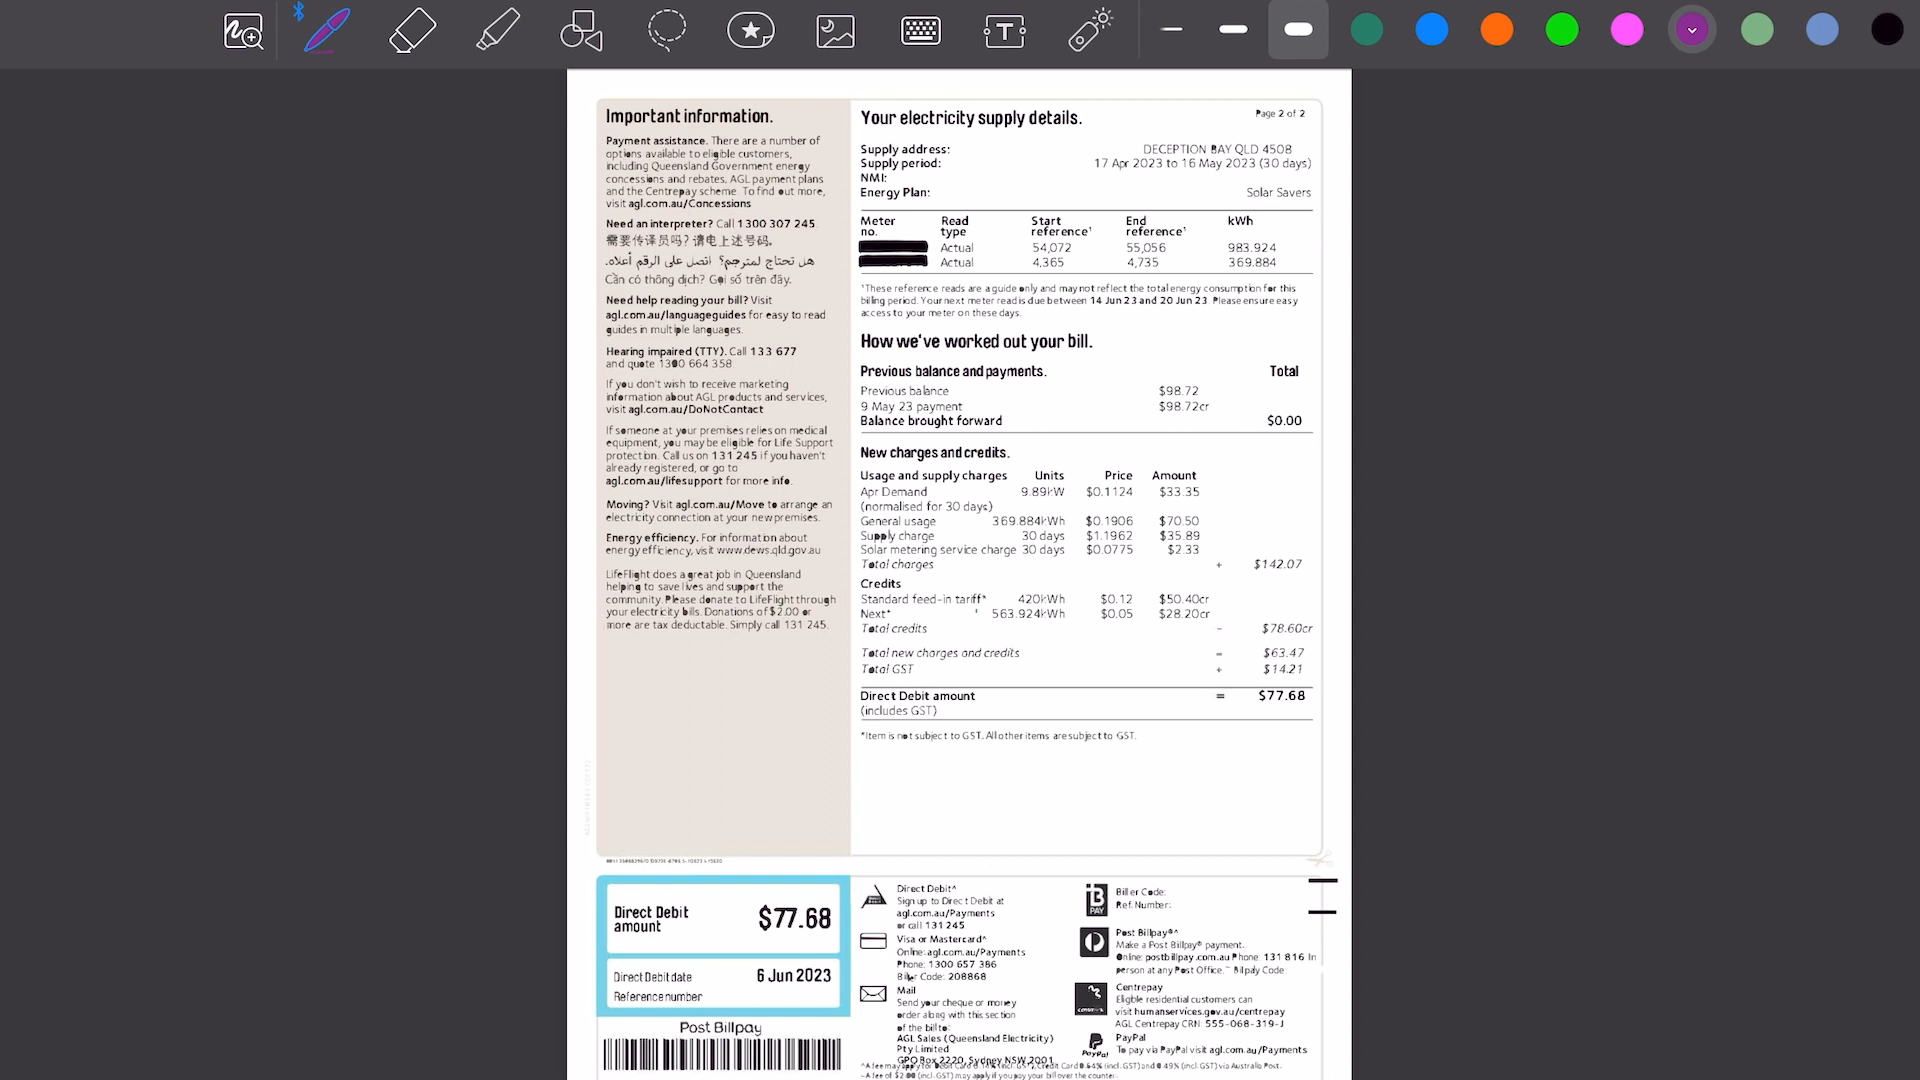 Important information.
Payment assistance. There are a number of
options available to eligible customers,
including Queensland Government energy
concessions and rebates, AGL payment plans
and the Centrepay scheme. To find out more,
visit agl.com.au/Concessions
Need an interpreter? Call 1300 307 245
需要传译员吗? 请电上述号码。
هل تحتاج لمترجم؟ اتصل على الرقم أعلاه.
Cần có thông dịch? Gọi số trên đây.
Need help reading your bill? Visit
agl.com.au/languageguides for easy to read
guides in multiple languages.
Hearing impaired (TTY). Call 133 677
and quote 1300 664 358
If you don't wish to receive marketing
information about AGL products and services,
visit agl.com.au/DoNotContact
If someone at your premises relies on medical
equipment, you may be eligible for Life Support
protection. Call us on 131 245 if you haven't
already registered, or go to
agl.com.au/lifesupport for more info.
Moving? Visit agl.com.au/Move to arrange an
electricity connection at your new premises.
Energy efficiency. For information about
energy efficiency, visit www.dews.qld.gov.au
LifeFlight does a great job in Queensland
helping to save lives and support the
community. Please donate to LifeFlight through
your electricity bills. Donations of $2.00 or
more are tax deductable. Simply call 131 245.
Your electricity supply details.
Page 2 of 2
Supply address: DECEPTION BAY QLD 4508
Supply period: 17 Apr 2023 to 16 May 2023 (30 days)
NMI:
Energy Plan: Solar Savers
Meter no. Read type Start reference¹ End reference¹ kWh
Actual 54,072 55,056 983.924
Actual 4,365 4,735 369.884
¹These reference reads are a guide only and may not reflect the total energy consumption for this
billing period. Your next meter read is due between 14 Jun 23 and 20 Jun 23 Please ensure easy
access to your meter on these days.
How we've worked out your bill.
Previous balance and payments. Total
Previous balance $98.72
9 May 23 payment $98.72cr
Balance brought forward $0.00
New charges and credits.
Usage and supply charges Units Price Amount
Apr Demand 9.89kW $0.1124 $33.35
(normalised for 30 days)
General usage 369.884kWh $0.1906 $70.50
Supply charge 30 days $1.1962 $35.89
Solar metering service charge 30 days $0.0775 $2.33
Total charges + $142.07
Credits
Standard feed-in tariff* 420kWh $0.12 $50.40cr
Next* 563.924kWh $0.05 $28.20cr
Total credits - $78.60cr
Total new charges and credits = $63.47
Total GST + $14.21
Direct Debit amount = $77.68
(includes GST)
*Item is not subject to GST. All other items are subject to GST.
Direct Debit
amount
$77.68
Direct Debit date 6 Jun 2023
Reference number
Post Billpay
Direct Debit^
Sign up to Direct Debit at
agl.com.au/Payments
or call 131 245
Visa or Mastercard^
Online: agl.com.au/Payments
Phone: 1300 657 386
Biller Code: 208868
Mail
Send your cheque or money
order along with this section
of the bill to:
AGL Sales (Queensland Electricity)
Pty Limited
GPO Box 2220, Sydney NSW 2001
B PAY
Biller Code:
Ref. Number:
Post Billpay®^
Make a Post Billpay® payment.
Online: postbillpay.com.au Phone: 131 816 In
person at any Post Office.~ Billpay Code
Centrepay
Eligible residential customers can
visit humanservices.gov.au/centrepay
AGL Centrepay CRN: 555-068-319-J
PayPal
PayPal
To pay via PayPal visit agl.com.au/Payments
~A fee of $2.00 (incl. GST) may apply if you pay your bill over the counter.